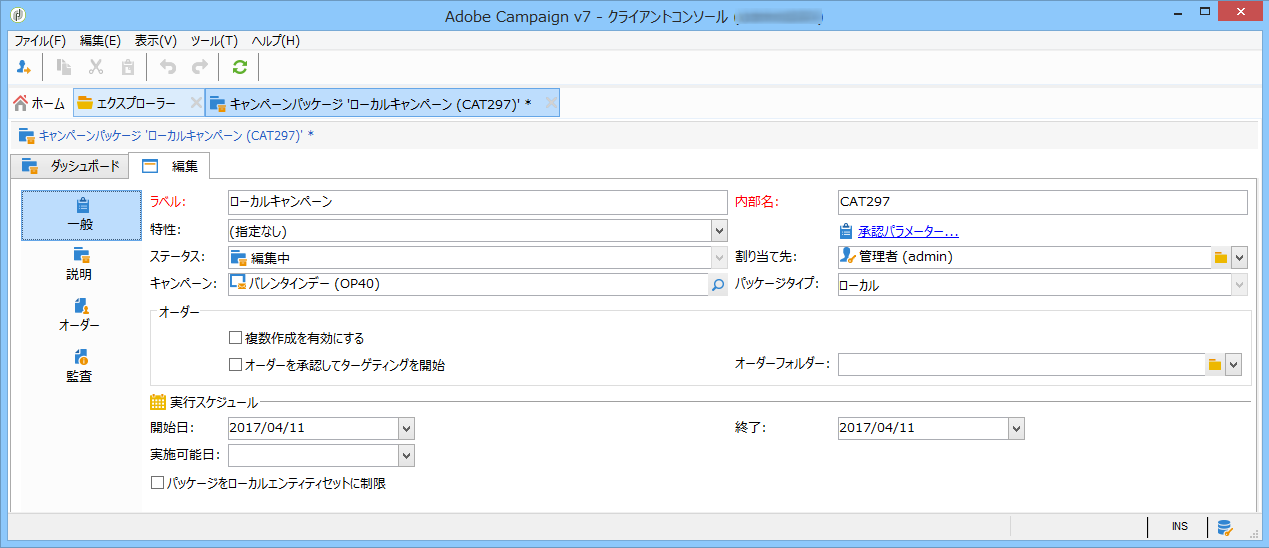 Adobe Campaign v7 - クライアントコンソール (
ファイル(F) 編集(E) 表示(V) ツール(T) ヘルプ(H)
ホーム エクスプローラー キャンペーンパッケージ 'ローカルキャンペーン (CAT297)' *
キャンペーンパッケージ 'ローカルキャンペーン (CAT297)' *
ダッシュボード 編集
一般
説明
オーダー
監査
ラベル: ローカルキャンペーン 内部名: CAT297
特性: (指定なし) 承認パラメーター...
ステータス: 編集中 割り当て先: 管理者 (admin)
キャンペーン: バレンタインデー (OP40) パッケージタイプ: ローカル
オーダー
複数作成を有効にする
オーダーを承認してターゲティングを開始 オーダーフォルダー:
実行スケジュール
開始日: 2017/04/11 終了: 2017/04/11
実施可能日:
パッケージをローカルエンティティセットに制限
INS